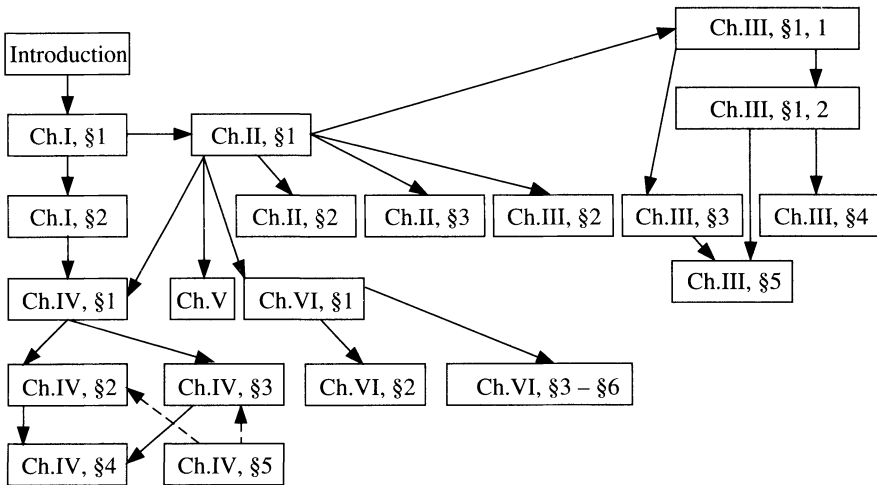 Introduction
Ch.III, §1, 1
Ch.III, §1, 2
Ch.I, §1
Ch.II, §1
Ch.I, §2
Ch.II, §2
Ch.II, §3
Ch.III, §2
Ch.III, §3
Ch.III, §4
Ch.IV, §1
Ch.V
Ch.VI, §1
Ch.III, §5
Ch.IV, §2
Ch.IV, §3
Ch.VI, §2
Ch.VI, §3 – §6
Ch.IV, §4
Ch.IV, §5